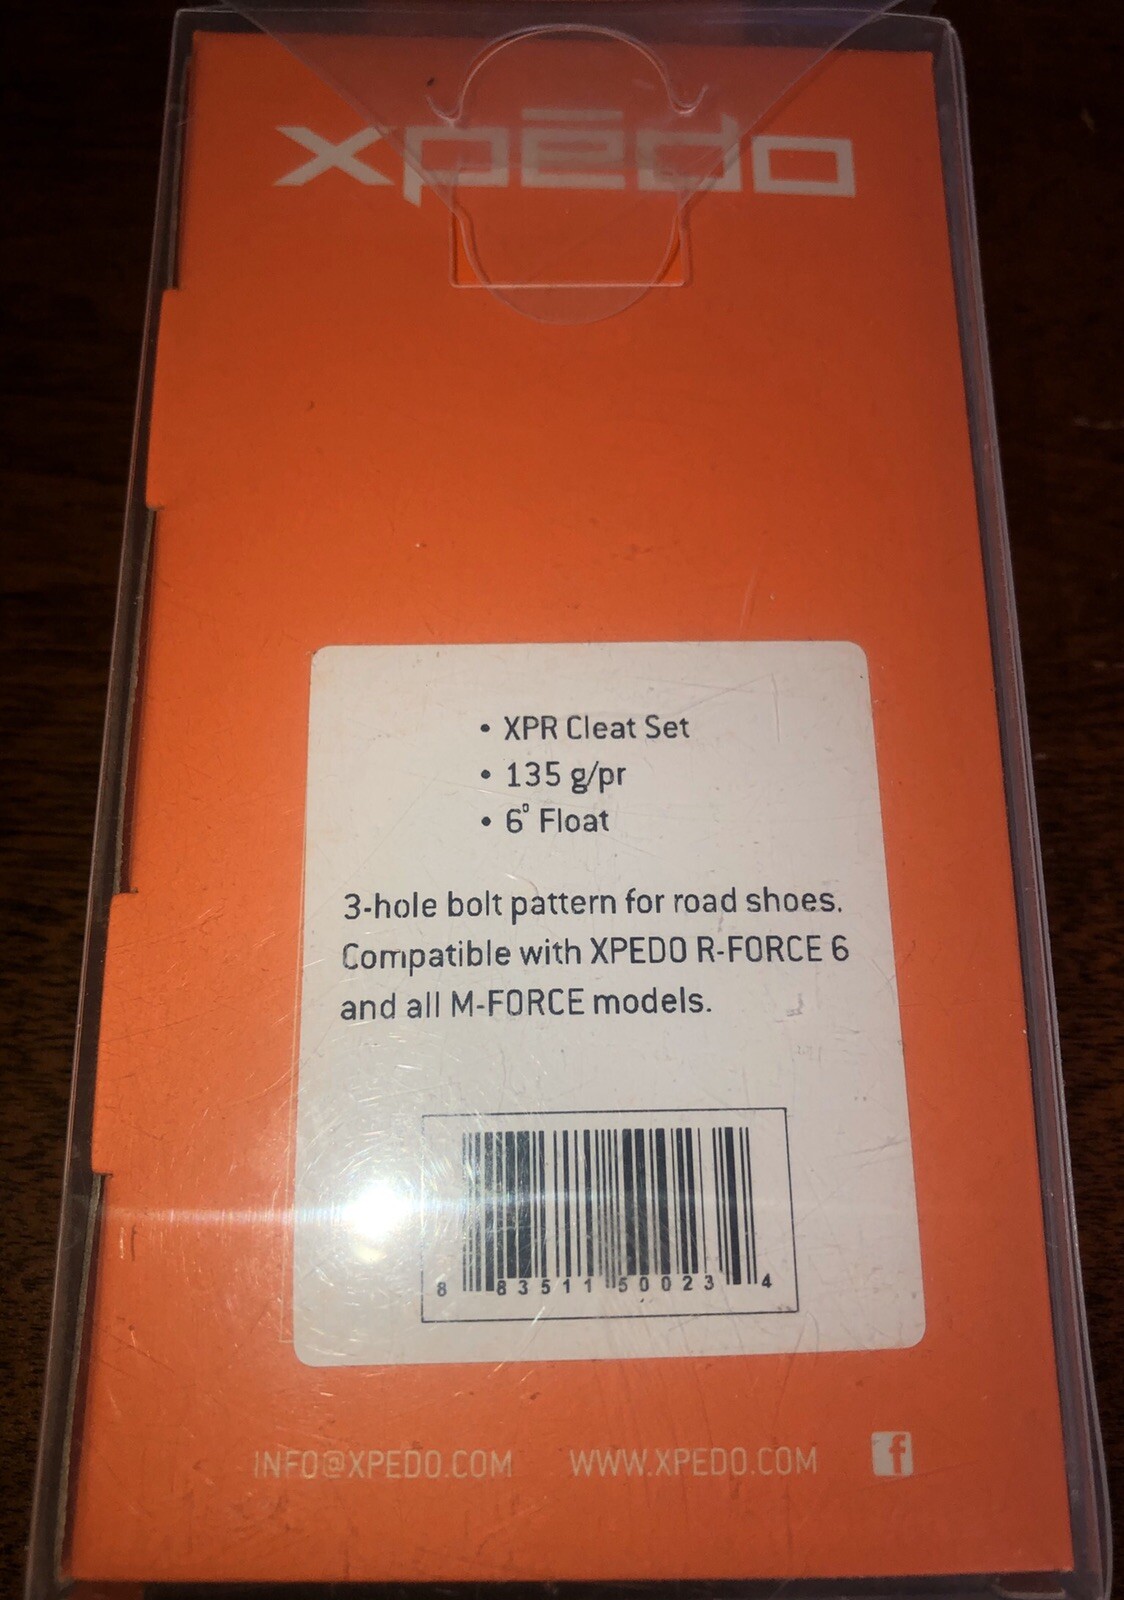 xpēdo
• XPR Cleat Set
• 135 g/pr
• 6° Float
3-hole bolt pattern for road shoes.
Compatible with XPEDO R-FORCE 6
and all M-FORCE models.
8 83511 50023 4
INFO@XPEDO.COM WWW.XPEDO.COM f